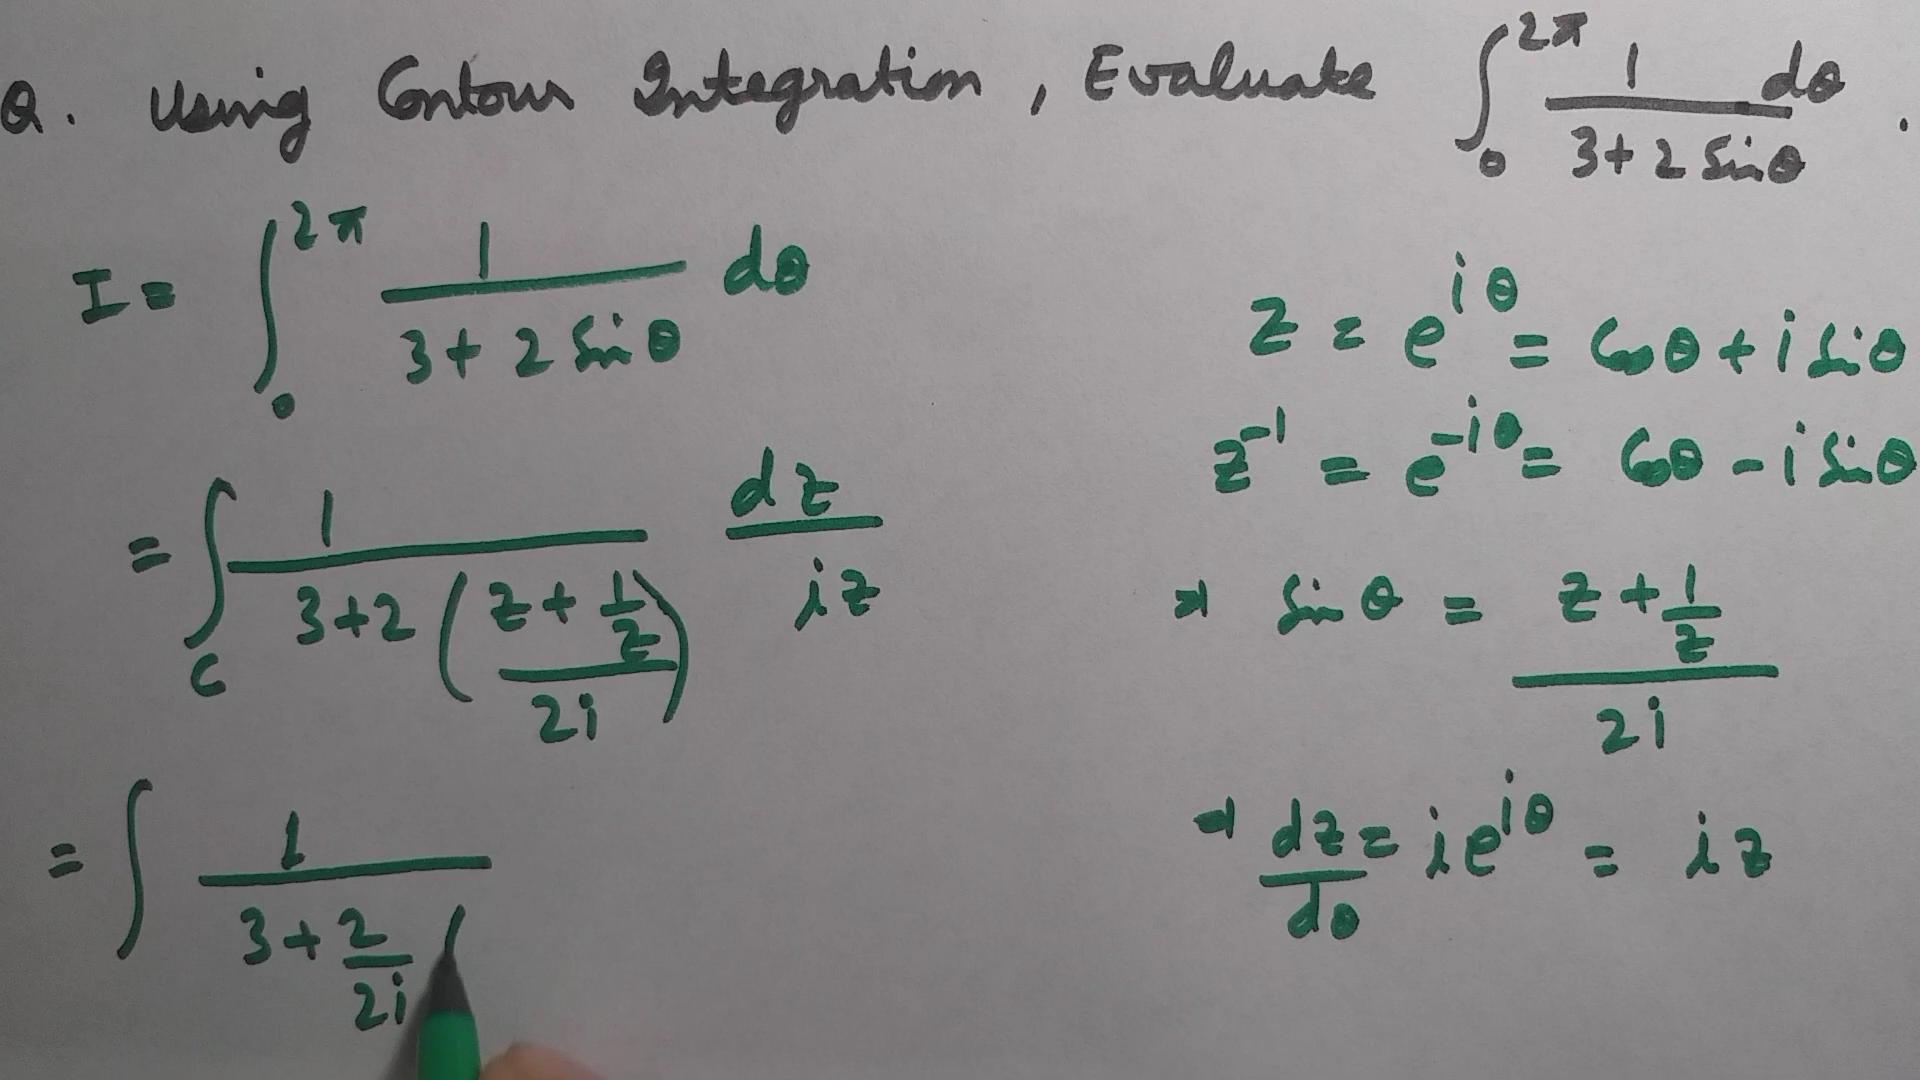 Q. Using Contour Integration, Evaluate ∫₀^{2π} 1/(3+2 Sinθ) dθ.
I = ∫₀^{2π} 1/(3+2 Sinθ) dθ
z = e^{iθ} = Cosθ + i Sinθ
z^{-1} = e^{-iθ} = Cosθ - i Sinθ
= ∫_C 1/(3+2((z+1/z)/2i)) dz/iz
⇒ Sinθ = (z+1/z)/2i
⇒ dz/dθ = ie^{iθ} = iz
= ∫ 1/(3+2/2i (